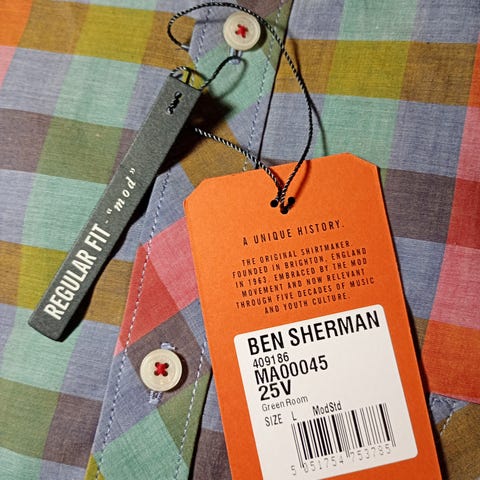 REGULAR FIT - "mod"
A UNIQUE HISTORY.
THE ORIGINAL SHIRTMAKER
FOUNDED IN BRIGHTON, ENGLAND
IN 1963. EMBRACED BY THE MOD
MOVEMENT AND NOW RELEVANT
THROUGH FIVE DECADES OF MUSIC
AND YOUTH CULTURE.
BEN SHERMAN
409186
MA00045
25V
Green Room
SIZE L ModStd
5 051754 753785